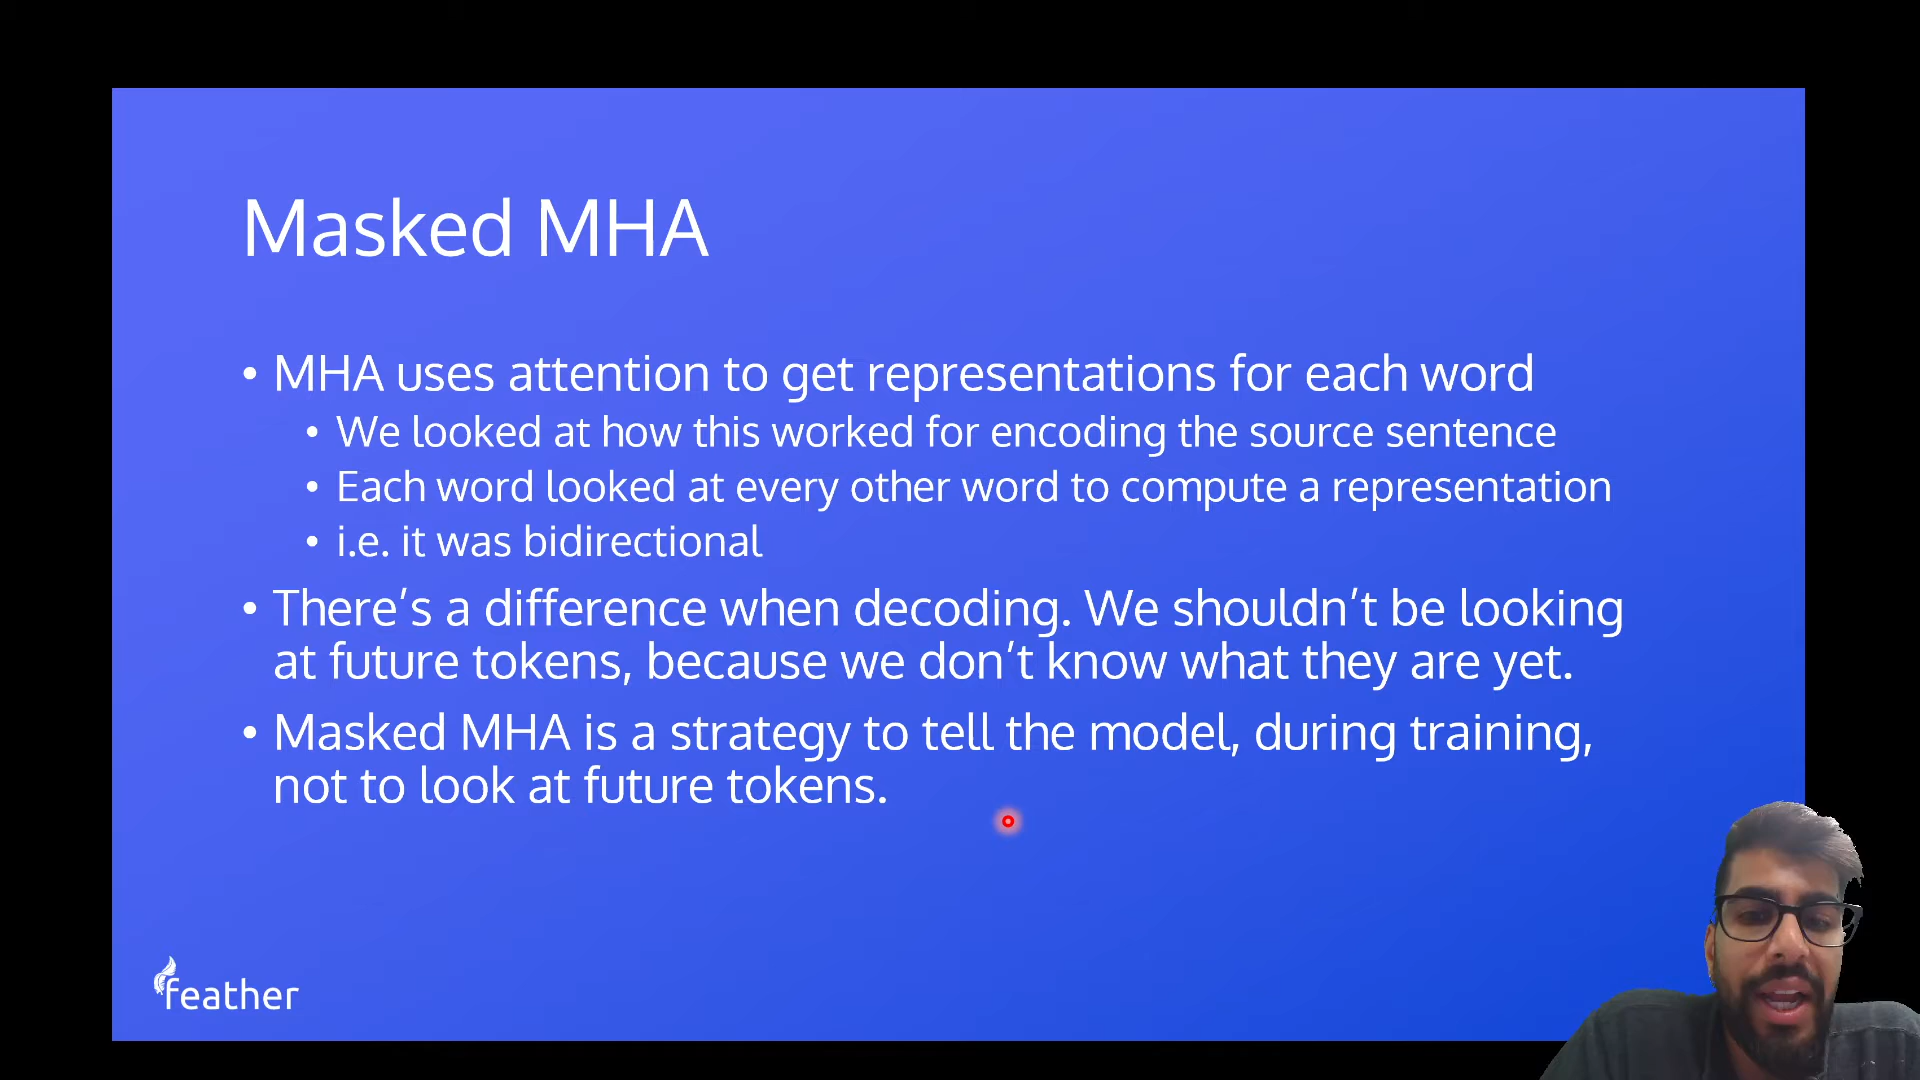 Masked MHA
• MHA uses attention to get representations for each word
• We looked at how this worked for encoding the source sentence
• Each word looked at every other word to compute a representation
• i.e. it was bidirectional
• There’s a difference when decoding. We shouldn’t be looking
at future tokens, because we don’t know what they are yet.
• Masked MHA is a strategy to tell the model, during training,
not to look at future tokens.
feather